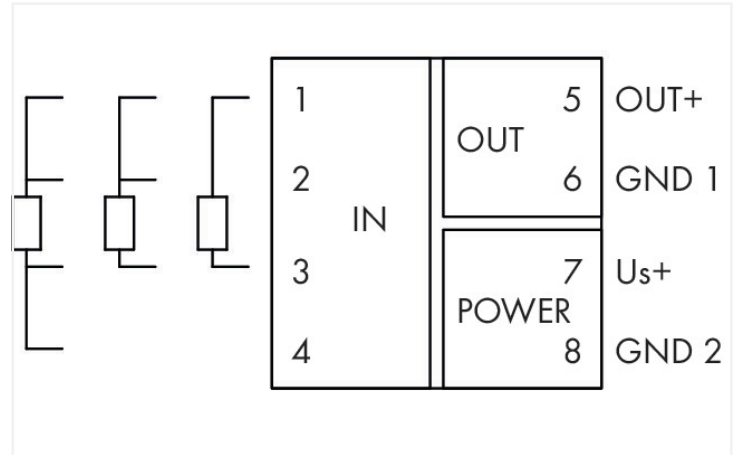 1 5 OUT+
OUT
2 6 GND 1
IN
3 7 Us+
POWER
4 8 GND 2